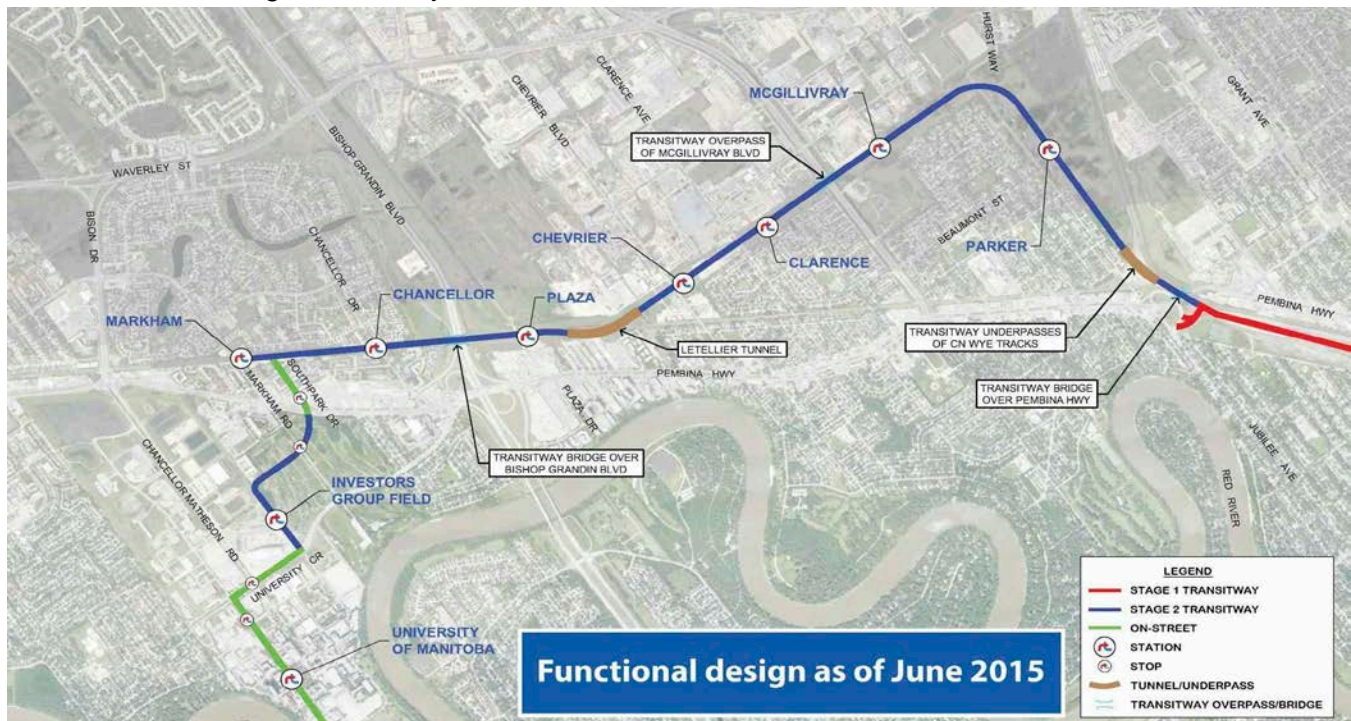 HURST WAY
GRANT AVE
CLARENCE AVE
CHEVRIER BLVD
MCGILLIVRAY
TRANSITWAY OVERPASS
OF MCGILLIVRAY BLVD
BISHOP GRANDIN BLVD
WAVERLEY ST
BISON DR
CHANCELLOR DR
BEAUMONT ST
PARKER
CHEVRIER
CLARENCE
CHANCELLOR
PLAZA
MARKHAM
PEMBINA HWY
TRANSITWAY UNDERPASSES
OF CN WYE TRACKS
LETELLIER TUNNEL
PEMBINA HWY
SOUTHPARK DR
MARKHAM RD
PLAZA DR
TRANSITWAY BRIDGE
OVER PEMBINA HWY
TRANSITWAY BRIDGE OVER
BISHOP GRANDIN BLVD
JUBILEE AVE
RED RIVER
CHANCELLOR MATHESON RD
INVESTORS
GROUP FIELD
UNIVERSITY CR
UNIVERSITY
OF MANITOBA
Functional design as of June 2015
LEGEND
STAGE 1 TRANSITWAY
STAGE 2 TRANSITWAY
ON-STREET
STATION
STOP
TUNNEL/UNDERPASS
TRANSITWAY OVERPASS/BRIDGE